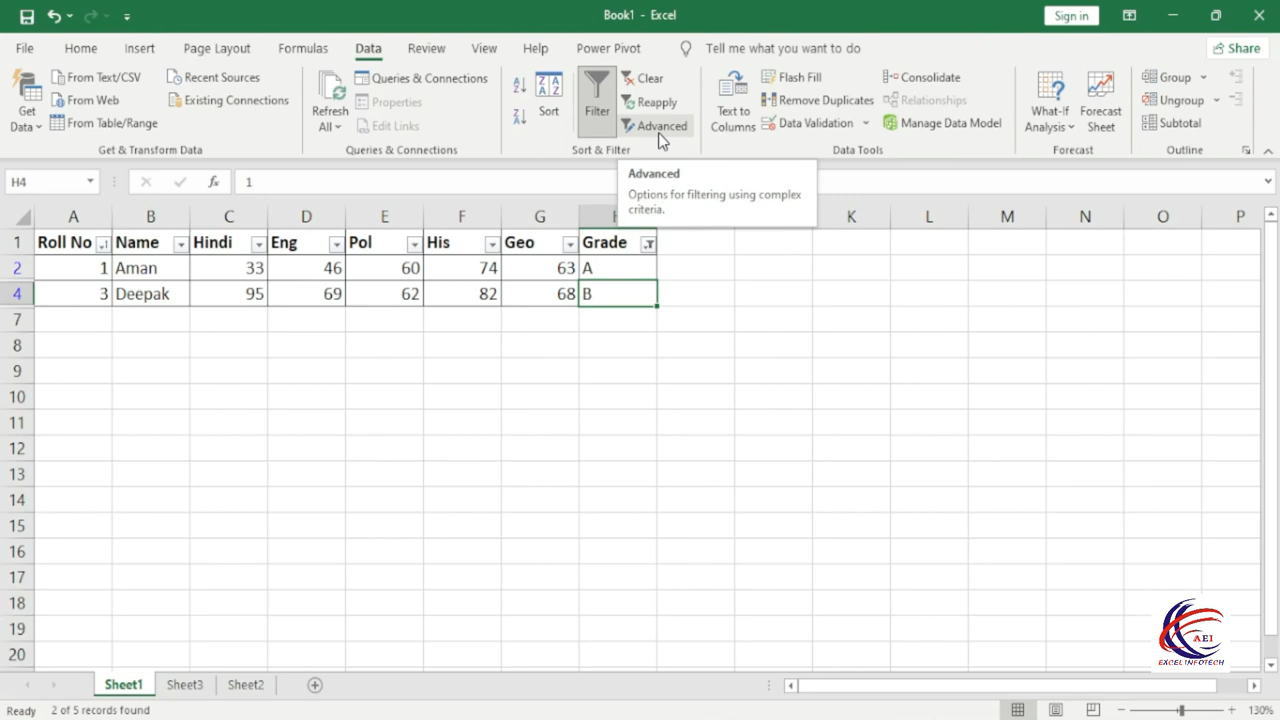 Book1 - Excel
Sign in
File Home Insert Page Layout Formulas Data Review View Help Power Pivot Tell me what you want to do Share
Get Data
From Text/CSV
From Web
From Table/Range
Recent Sources
Existing Connections
Get & Transform Data
Refresh All
Queries & Connections
Properties
Edit Links
Queries & Connections
Sort
Filter
Clear
Reapply
Advanced
Sort & Filter
Text to Columns
Flash Fill
Remove Duplicates
Data Validation
Consolidate
Relationships
Manage Data Model
Data Tools
What-If Analysis
Forecast Sheet
Forecast
Group
Ungroup
Subtotal
Outline
H4 fx 1
Advanced
Options for filtering using complex
criteria.
A B C D E F G H K L M N O P
1 Roll No Name Hindi Eng Pol His Geo Grade
2 1 Aman 33 46 60 74 63 A
4 3 Deepak 95 69 62 82 68 B
7
8
9
10
11
12
13
14
15
16
17
18
19
20
AEI
EXCEL INFOTECH
Sheet1 Sheet3 Sheet2
Ready 2 of 5 records found 130%